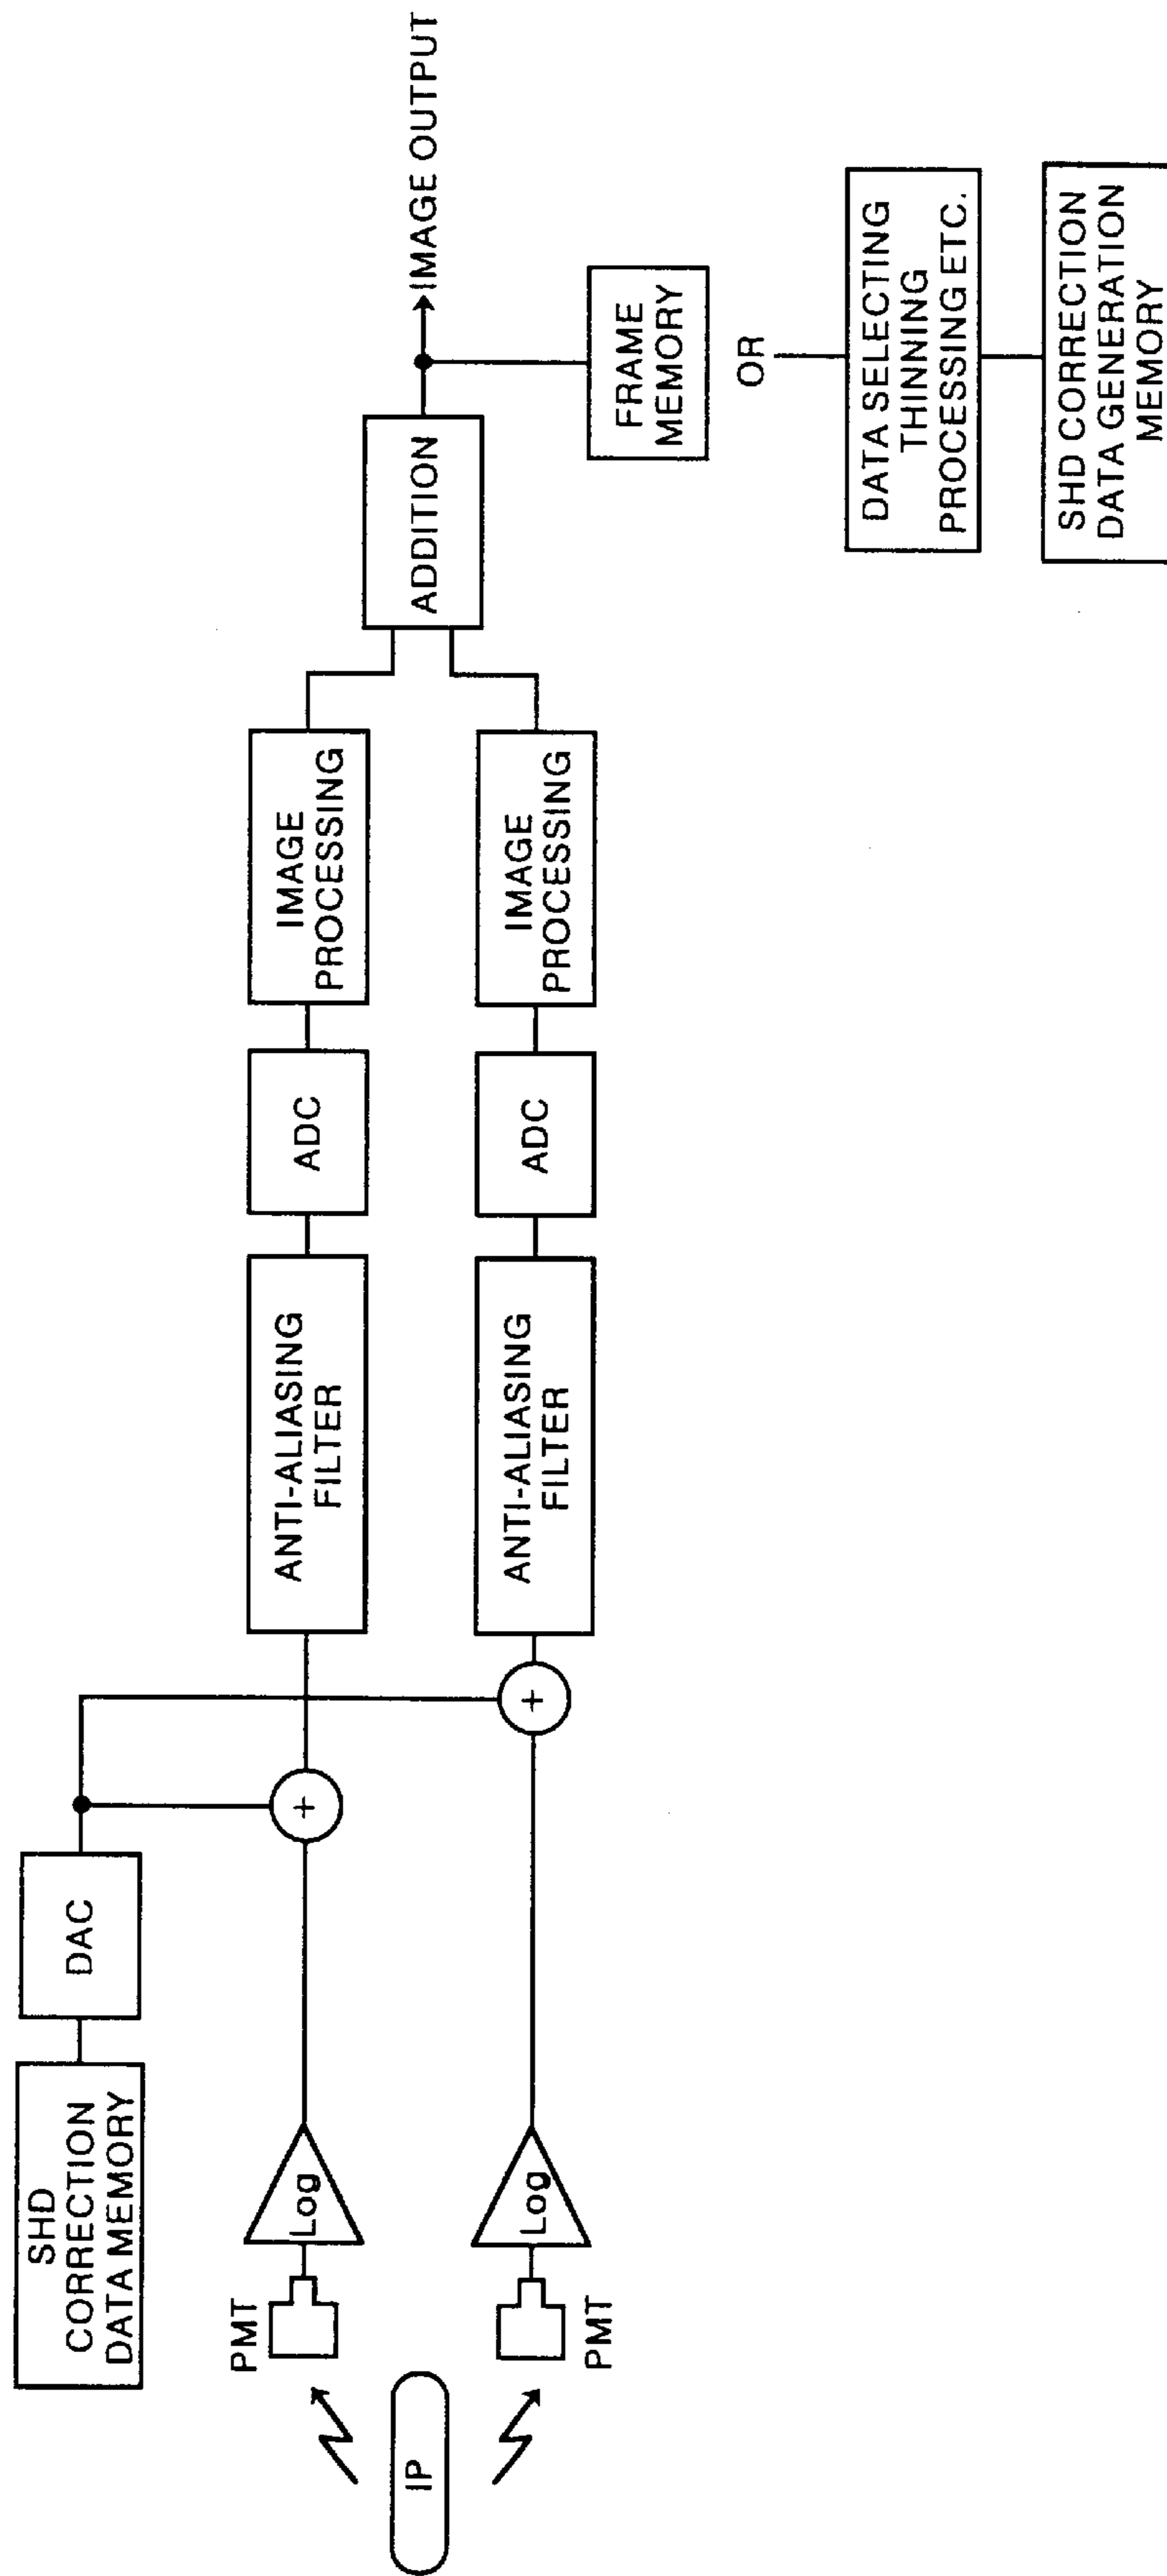 SHD
CORRECTION
DATA MEMORY
DAC
IP
PMT
Log
+
ANTI-ALIASING
FILTER
ADC
IMAGE
PROCESSING
PMT
Log
+
ANTI-ALIASING
FILTER
ADC
IMAGE
PROCESSING
ADDITION
IMAGE OUTPUT
FRAME
MEMORY
OR
DATA SELECTING
THINNING
PROCESSING ETC.
SHD CORRECTION
DATA GENERATION
MEMORY